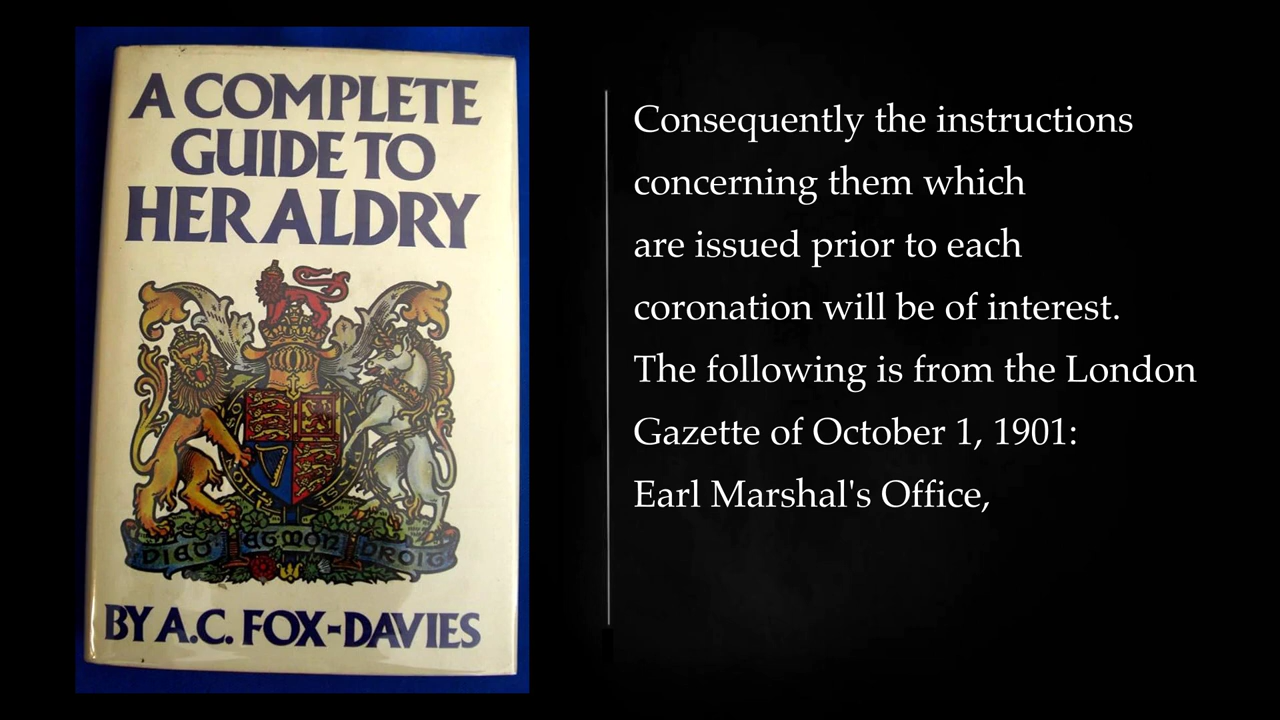 A COMPLETE
GUIDE TO
HERALDRY
DIEU ET MON DROIT
BY A.C. FOX-DAVIES
Consequently the instructions
concerning them which
are issued prior to each
coronation will be of interest.
The following is from the London
Gazette of October 1, 1901:
Earl Marshal's Office,